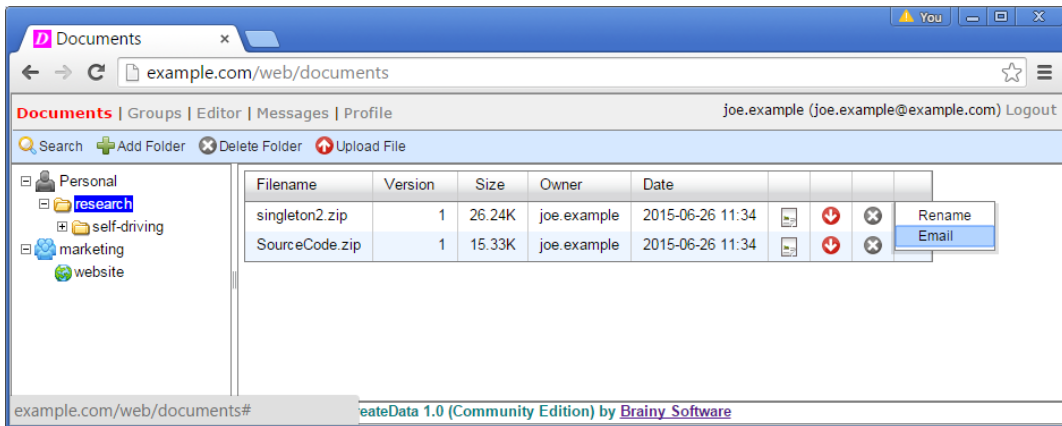 You
D Documents ×
example.com/web/documents
Documents | Groups | Editor | Messages | Profile joe.example (joe.example@example.com) Logout
Search Add Folder Delete Folder Upload File
Personal
research
self-driving
marketing
website
Filename Version Size Owner Date
singleton2.zip 1 26.24K joe.example 2015-06-26 11:34
SourceCode.zip 1 15.33K joe.example 2015-06-26 11:34
Rename
Email
example.com/web/documents# eateData 1.0 (Community Edition) by Brainy Software